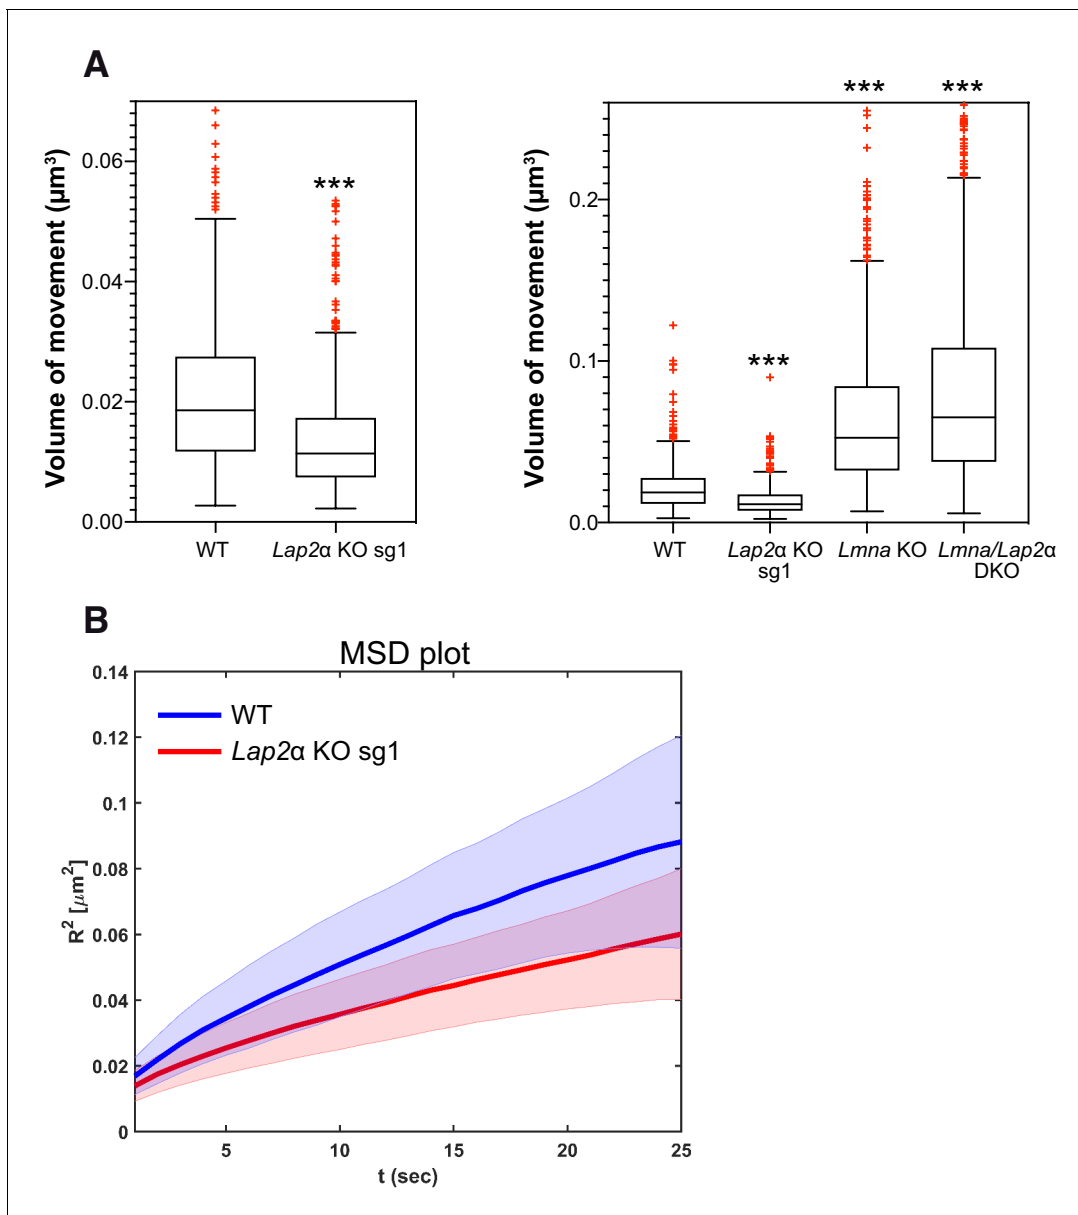 A
Volume of movement (µm³)
0.06
0.04
0.02
0.00
***
WT
Lap2α KO sg1
Volume of movement (µm³)
0.2
0.1
0.0
***
***
***
WT
Lap2α KO
sg1
Lmna KO
Lmna/Lap2α
DKO
B
MSD plot
WT
Lap2α KO sg1
R² [µm²]
0.14
0.12
0.1
0.08
0.06
0.04
0.02
0
5
10
15
20
25
t (sec)